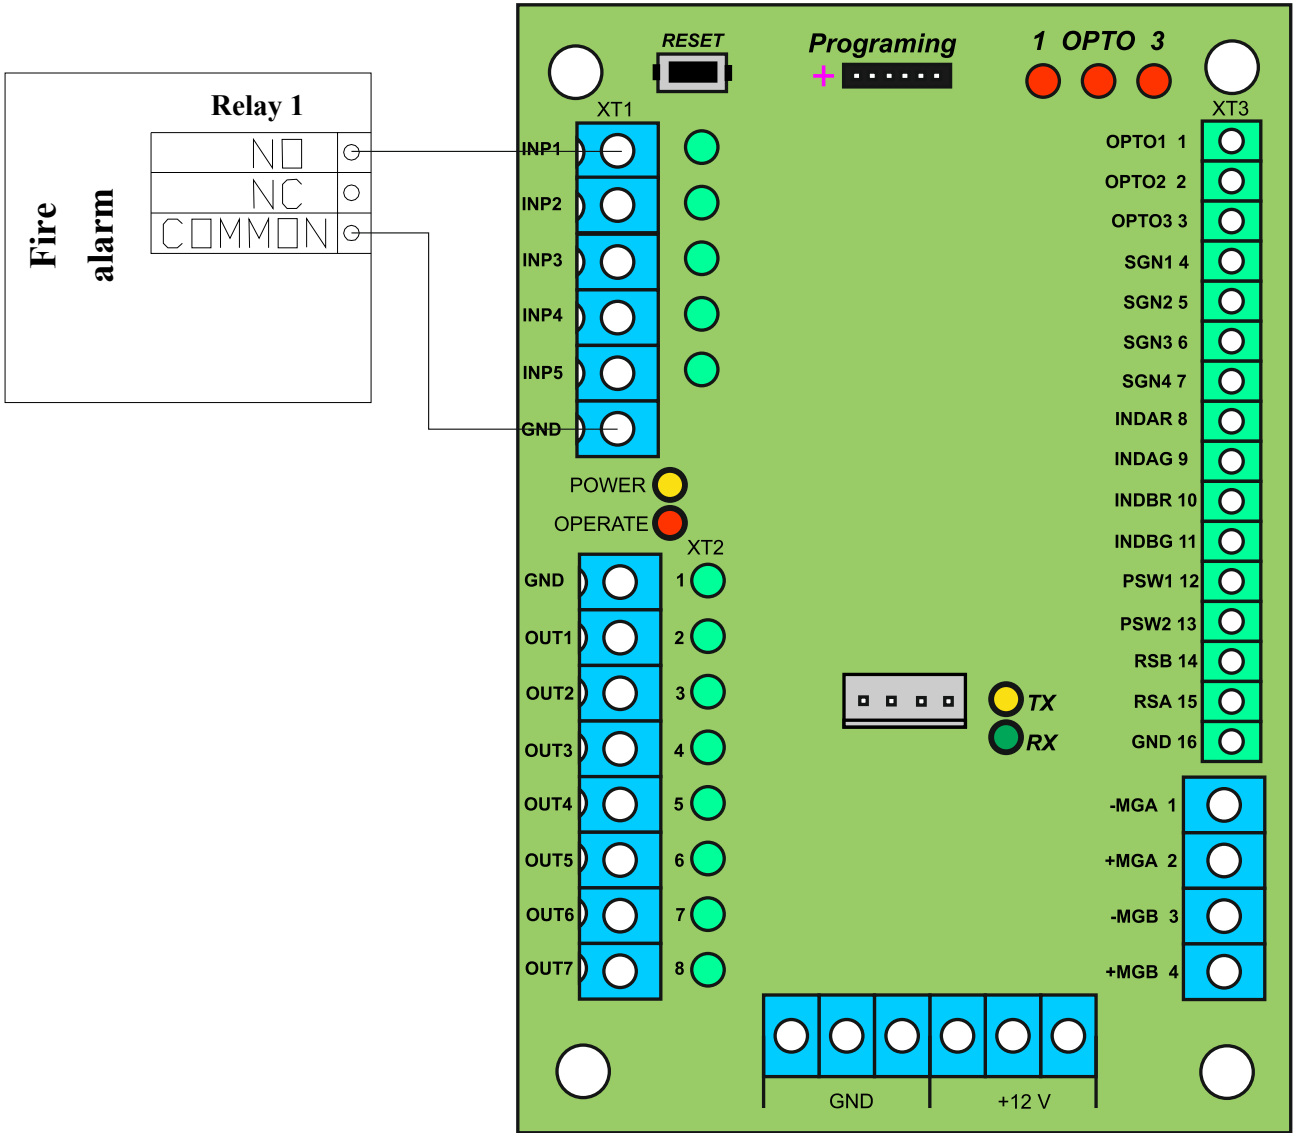 Relay 1
NO
NC
COMMON
Fire
alarm
RESET
Programing
+
1 OPTO 3
XT1
INP1
INP2
INP3
INP4
INP5
GND
POWER
OPERATE
XT2
GND 1
OUT1 2
OUT2 3
OUT3 4
OUT4 5
OUT5 6
OUT6 7
OUT7 8
XT3
OPTO1 1
OPTO2 2
OPTO3 3
SGN1 4
SGN2 5
SGN3 6
SGN4 7
INDAR 8
INDAG 9
INDBR 10
INDBG 11
PSW1 12
PSW2 13
RSB 14
RSA 15
GND 16
TX
RX
-MGA 1
+MGA 2
-MGB 3
+MGB 4
GND
+12 V